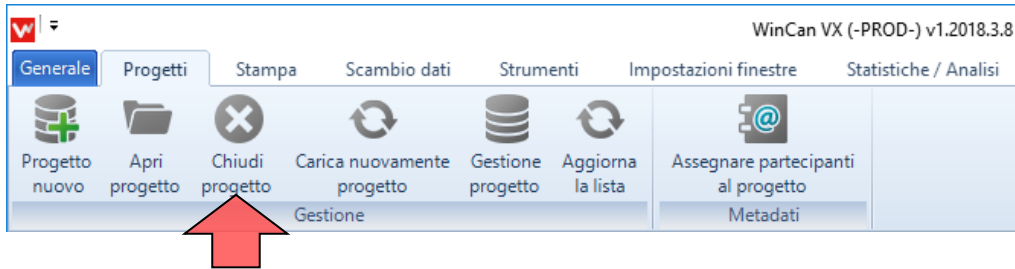 WinCan VX (-PROD-) v1.2018.3.8
Generale Progetti Stampa Scambio dati Strumenti Impostazioni finestre Statistiche / Analisi
Progetto nuovo Apri progetto Chiudi progetto Carica nuovamente progetto Gestione progetto Aggiorna la lista Assegnare partecipanti al progetto
Gestione Metadati